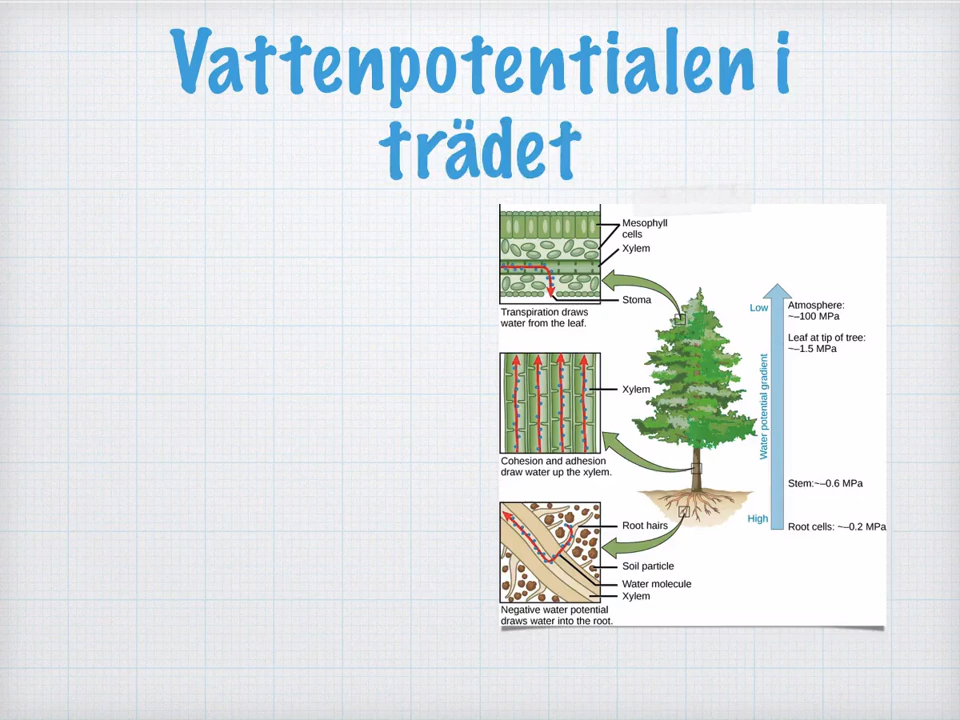 Vattenpotentialen i
trädet
Mesophyll
cells
Xylem
Stoma
Transpiration draws
water from the leaf.
Xylem
Cohesion and adhesion
draw water up the xylem.
Root hairs
Soil particle
Water molecule
Xylem
Negative water potential
draws water into the root.
Low
Water potential gradient
High
Atmosphere:
~–100 MPa
Leaf at tip of tree:
~–1.5 MPa
Stem:~–0.6 MPa
Root cells: ~–0.2 MPa